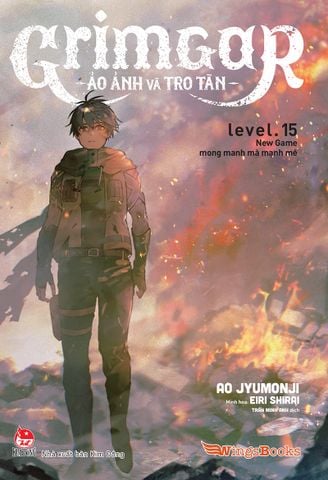 GRIMGAR
-ẢO ẢNH VÀ TRO TÀN-
level.15
New Game
mong manh mà mạnh mẽ
AO JYUMONJI
Minh họa: EIRI SHIRAI
TRẦN MINH ANH dịch
Nhà xuất bản Kim Đồng
WingsBooks